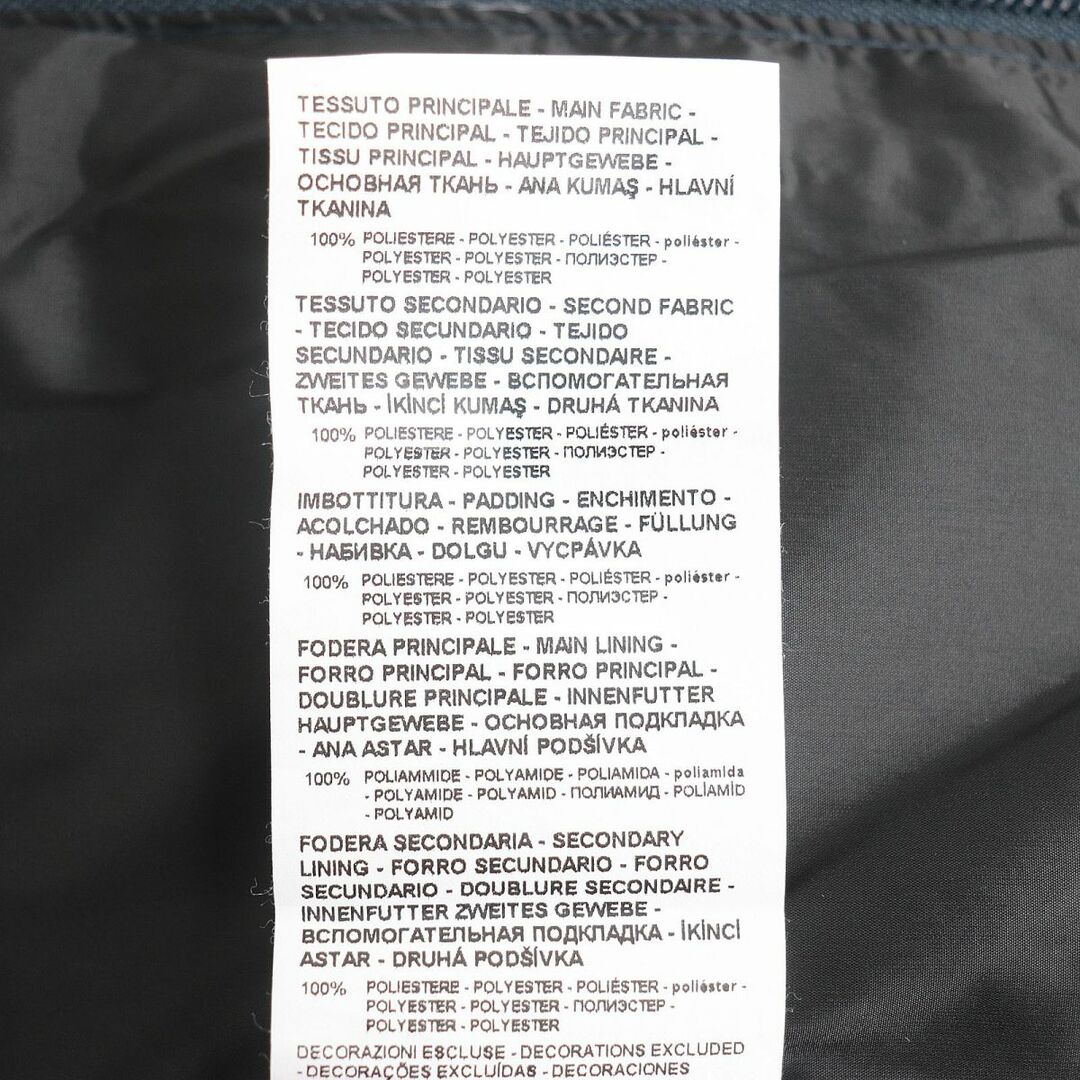 TESSUTO PRINCIPALE - MAIN FABRIC -
TECIDO PRINCIPAL - TEJIDO PRINCIPAL -
TISSU PRINCIPAL - HAUPTGEWEBE -
ОСНОВНАЯ ТКАНЬ - ANA KUMAŞ - HLAVNÍ
TKANINA
100% POLIESTERE - POLYESTER - POLIÉSTER - poliéster -
POLYESTER - POLYESTER - ПОЛИЭСТЕР -
POLYESTER - POLYESTER
TESSUTO SECONDARIO - SECOND FABRIC
- TECIDO SECUNDARIO - TEJIDO
SECUNDARIO - TISSU SECONDAIRE -
ZWEITES GEWEBE - ВСПОМОГАТЕЛЬНАЯ
ТКАНЬ - İKİNCİ KUMAŞ - DRUHÁ TKANINA
100% POLIESTERE - POLYESTER - POLIÉSTER - poliéster -
POLYESTER - POLYESTER - ПОЛИЭСТЕР -
POLYESTER - POLYESTER
IMBOTTITURA - PADDING - ENCHIMENTO -
ACOLCHADO - REMBOURRAGE - FÜLLUNG
- НАБИВКА - DOLGU - VYCPÁVKA
100% POLIESTERE - POLYESTER - POLIÉSTER - poliéster -
POLYESTER - POLYESTER - ПОЛИЭСТЕР -
POLYESTER - POLYESTER
FODERA PRINCIPALE - MAIN LINING -
FORRO PRINCIPAL - FORRO PRINCIPAL -
DOUBLURE PRINCIPALE - INNENFUTTER
HAUPTGEWEBE - ОСНОВНАЯ ПОДКЛАДКА
- ANA ASTAR - HLAVNÍ PODŠÍVKA
100% POLIAMMIDE - POLYAMIDE - POLIAMIDA - poliamida
- POLYAMIDE - POLYAMID - ПОЛИАМИД - POLİAMİD
- POLYAMID
FODERA SECONDARIA - SECONDARY
LINING - FORRO SECUNDARIO - FORRO
SECUNDARIO - DOUBLURE SECONDAIRE -
INNENFUTTER ZWEITES GEWEBE -
ВСПОМОГАТЕЛЬНАЯ ПОДКЛАДКА - İKİNCİ
ASTAR - DRUHÁ PODŠÍVKA
100% POLIESTERE - POLYESTER - POLIÉSTER - poliéster -
POLYESTER - POLYESTER - ПОЛИЭСТЕР -
POLYESTER - POLYESTER
DECORAZIONI ESCLUSE - DECORATIONS EXCLUDED
- DECORAÇÕES EXCLUÍDAS - DECORACIONES